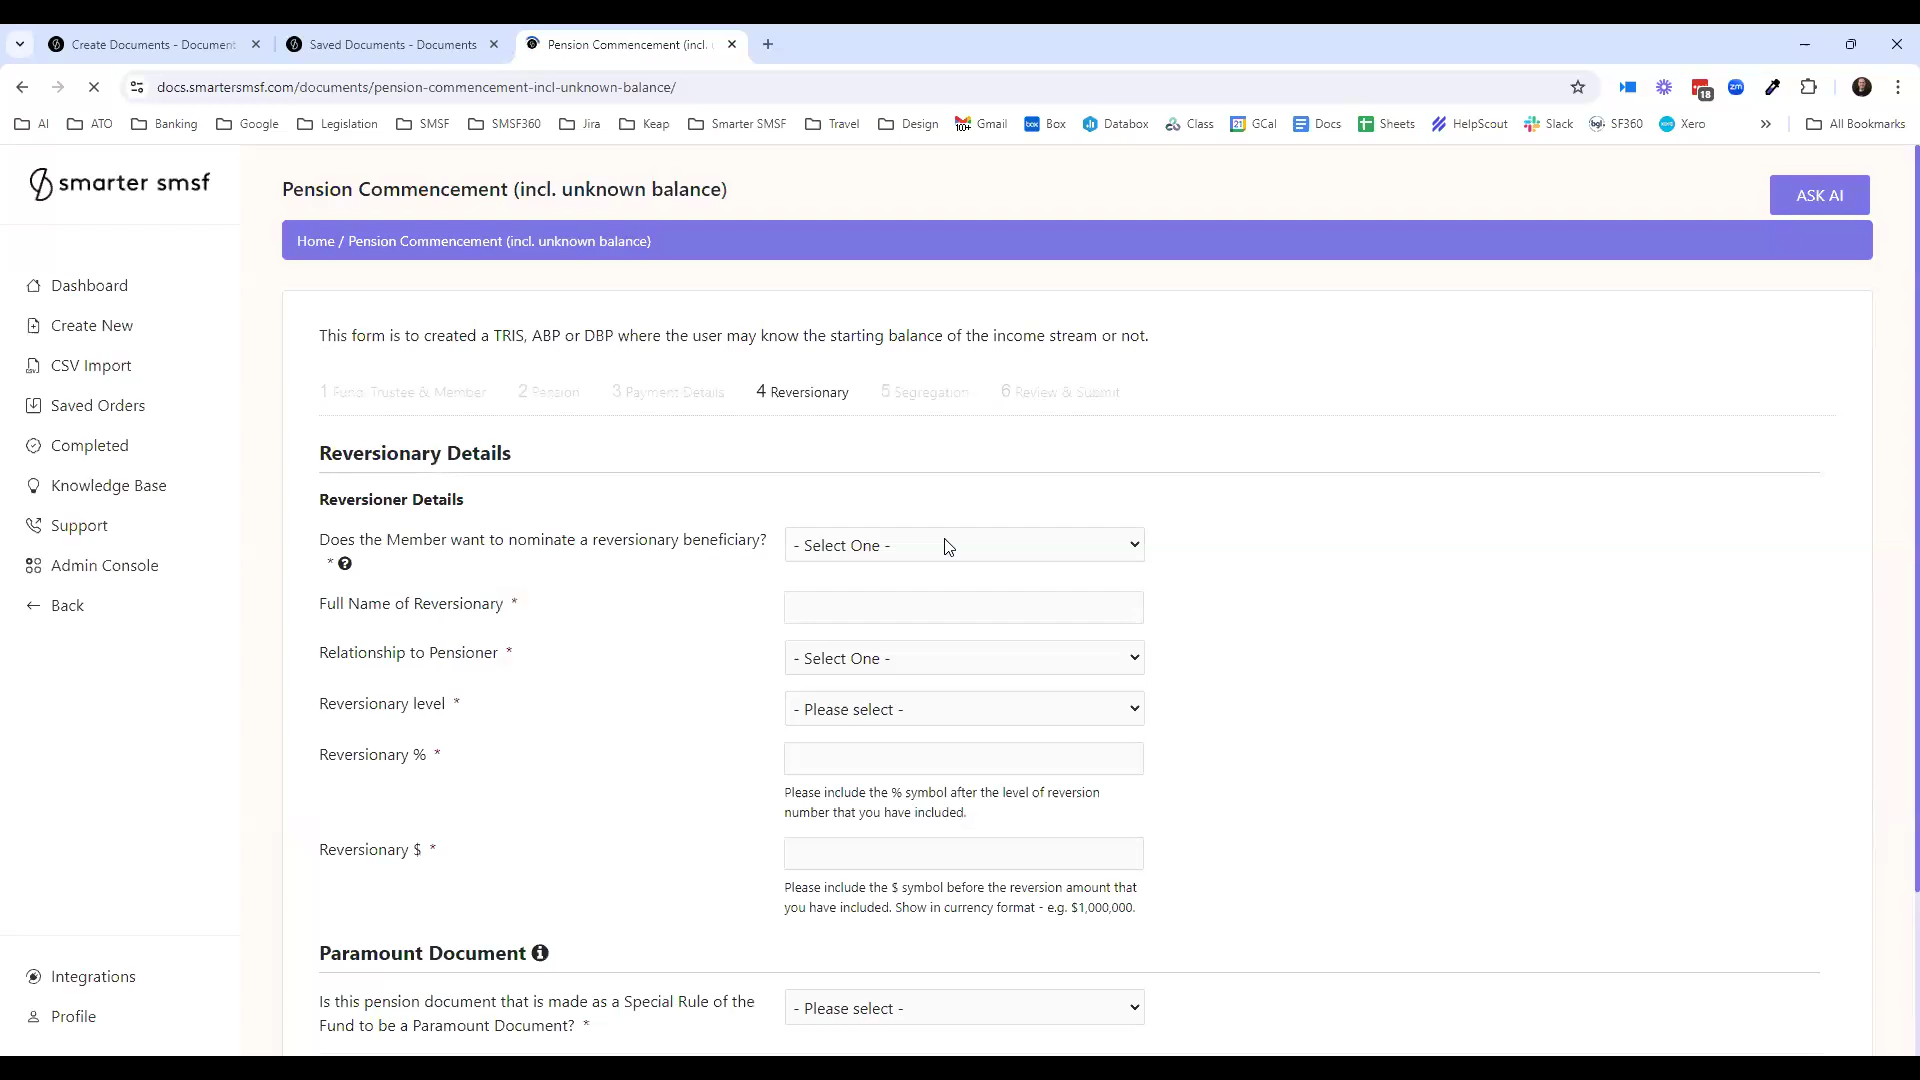 Create Documents - Document
Saved Documents - Documents
Pension Commencement (incl.
docs.smartersmsf.com/documents/pension-commencement-incl-unknown-balance/
18
zm
AI
ATO
Banking
Google
Legislation
SMSF
SMSF360
Jira
Keap
Smarter SMSF
Travel
Design
100+
Gmail
box
Box
Databox
Class
21
GCal
Docs
Sheets
HelpScout
Slack
bgl
SF360
xero
Xero
All Bookmarks
smarter smsf
Pension Commencement (incl. unknown balance)
ASK AI
Home / Pension Commencement (incl. unknown balance)
Dashboard
Create New
CSV Import
Saved Orders
Completed
Knowledge Base
Support
Admin Console
Back
Integrations
Profile
This form is to created a TRIS, ABP or DBP where the user may know the starting balance of the income stream or not.
1 Fund, Trustee & Member
2 Pension
3 Payment Details
4 Reversionary
5 Segregation
6 Review & Submit
Reversionary Details
Reversioner Details
Does the Member want to nominate a reversionary beneficiary?
* ?
- Select One -
Full Name of Reversionary *
Relationship to Pensioner *
- Select One -
Reversionary level *
- Please select -
Reversionary % *
Please include the % symbol after the level of reversion
number that you have included.
Reversionary $ *
Please include the $ symbol before the reversion amount that
you have included. Show in currency format - e.g. $1,000,000.
Paramount Document
Is this pension document that is made as a Special Rule of the
Fund to be a Paramount Document? *
- Please select -